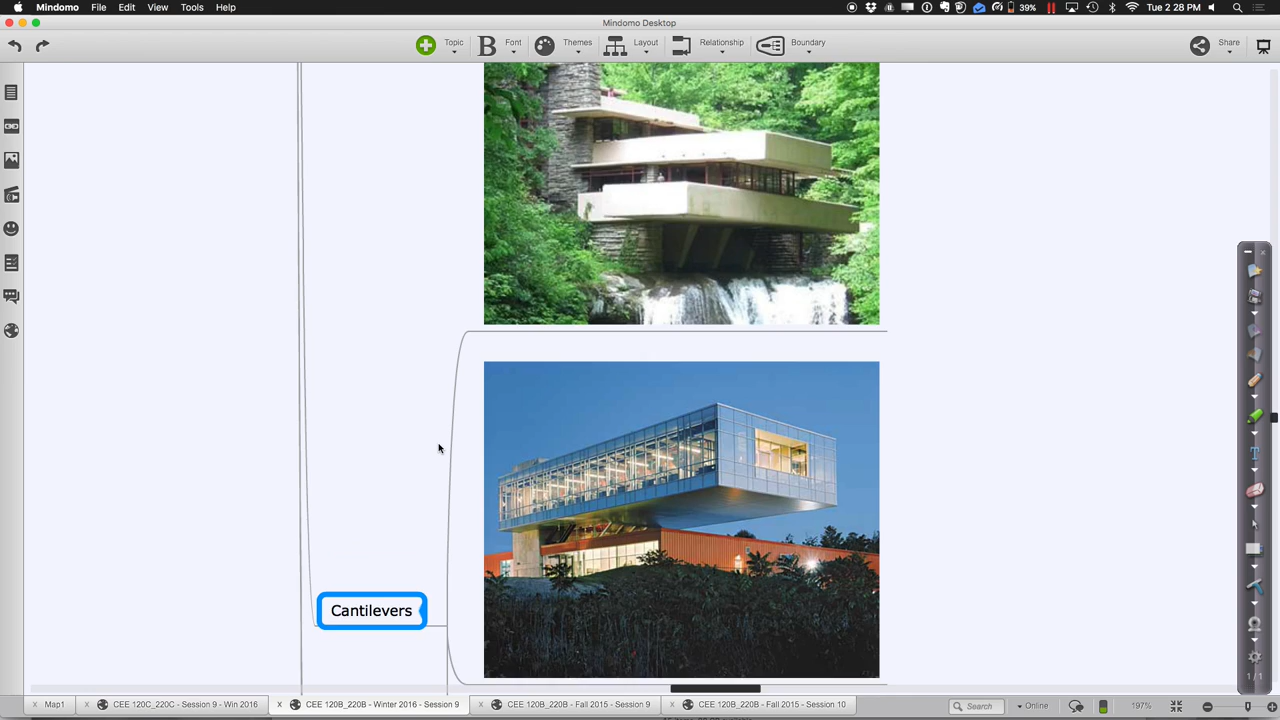 Mindomo File Edit View Tools Help 39% Tue 2.28 PM
Mindomo Desktop
Topic B Font Themes Layout Relationship Boundary Share
Cantilevers
1/1
x Map1 x CEE 120C_220C - Session 9 - Win 201 x CEE 120B_220B - Winter 2016 - Session 9 x CEE 120B_220B - Fall 2015 - Session 9 x CEE 120B_220B - Fall 2015 - Session 10 Search Online 197%